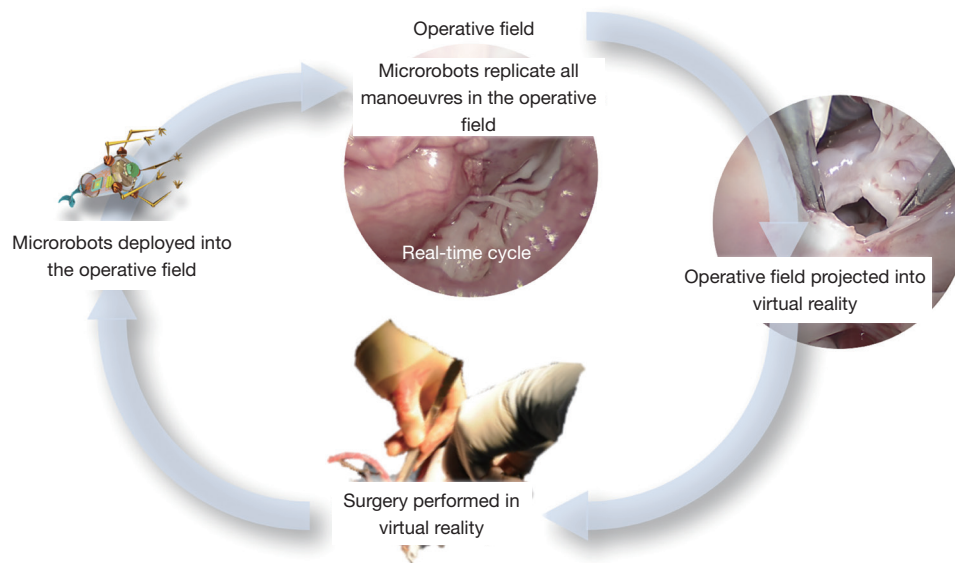 Operative field
Microrobots replicate all
manoeuvres in the operative
field
Real-time cycle
Operative field projected into
virtual reality
Surgery performed in
virtual reality
Microrobots deployed into
the operative field